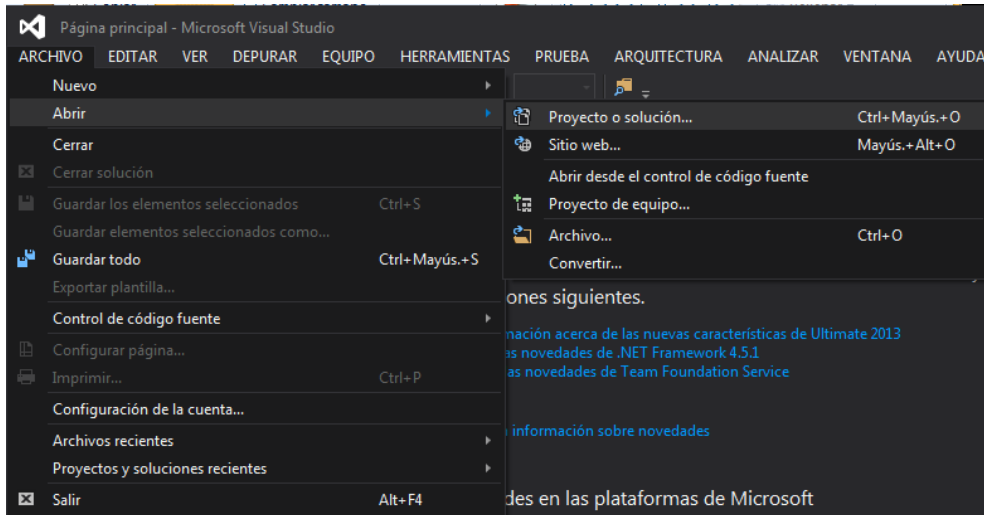 Página principal - Microsoft Visual Studio
ARCHIVO EDITAR VER DEPURAR EQUIPO HERRAMIENTAS PRUEBA ARQUITECTURA ANALIZAR VENTANA AYUDA
Nuevo
Abrir
Cerrar
Cerrar solución
Guardar los elementos seleccionados Ctrl+S
Guardar elementos seleccionados como...
Guardar todo Ctrl+Mayús.+S
Exportar plantilla...
Control de código fuente
Configurar página...
Imprimir... Ctrl+P
Configuración de la cuenta...
Archivos recientes
Proyectos y soluciones recientes
Salir Alt+F4
Proyecto o solución... Ctrl+Mayús.+O
Sitio web... Mayús.+Alt+O
Abrir desde el control de código fuente
Proyecto de equipo...
Archivo... Ctrl+O
Convertir...
ones siguientes.
mación acerca de las nuevas características de Ultimate 2013
as novedades de .NET Framework 4.5.1
as novedades de Team Foundation Service
información sobre novedades
des en las plataformas de Microsoft